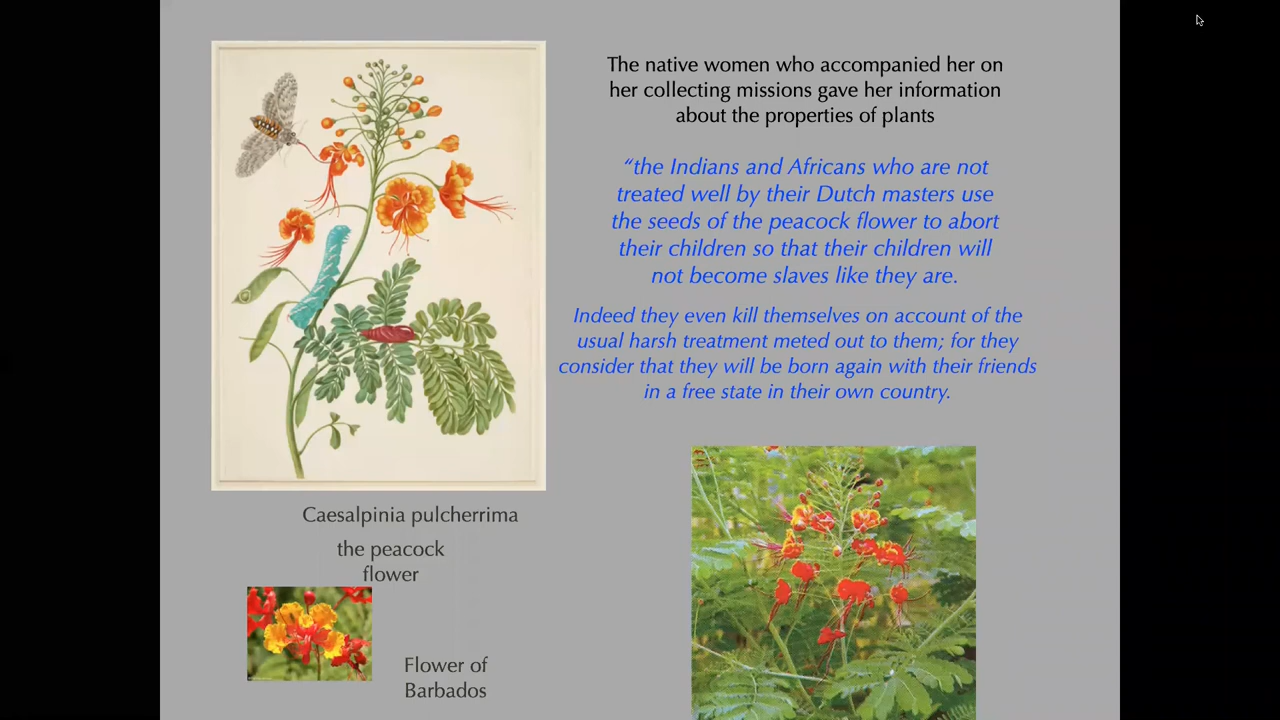 The native women who accompanied her on
her collecting missions gave her information
about the properties of plants
“the Indians and Africans who are not
treated well by their Dutch masters use
the seeds of the peacock flower to abort
their children so that their children will
not become slaves like they are.
Indeed they even kill themselves on account of the
usual harsh treatment meted out to them; for they
consider that they will be born again with their friends
in a free state in their own country.
Caesalpinia pulcherrima
the peacock
flower
Flower of
Barbados